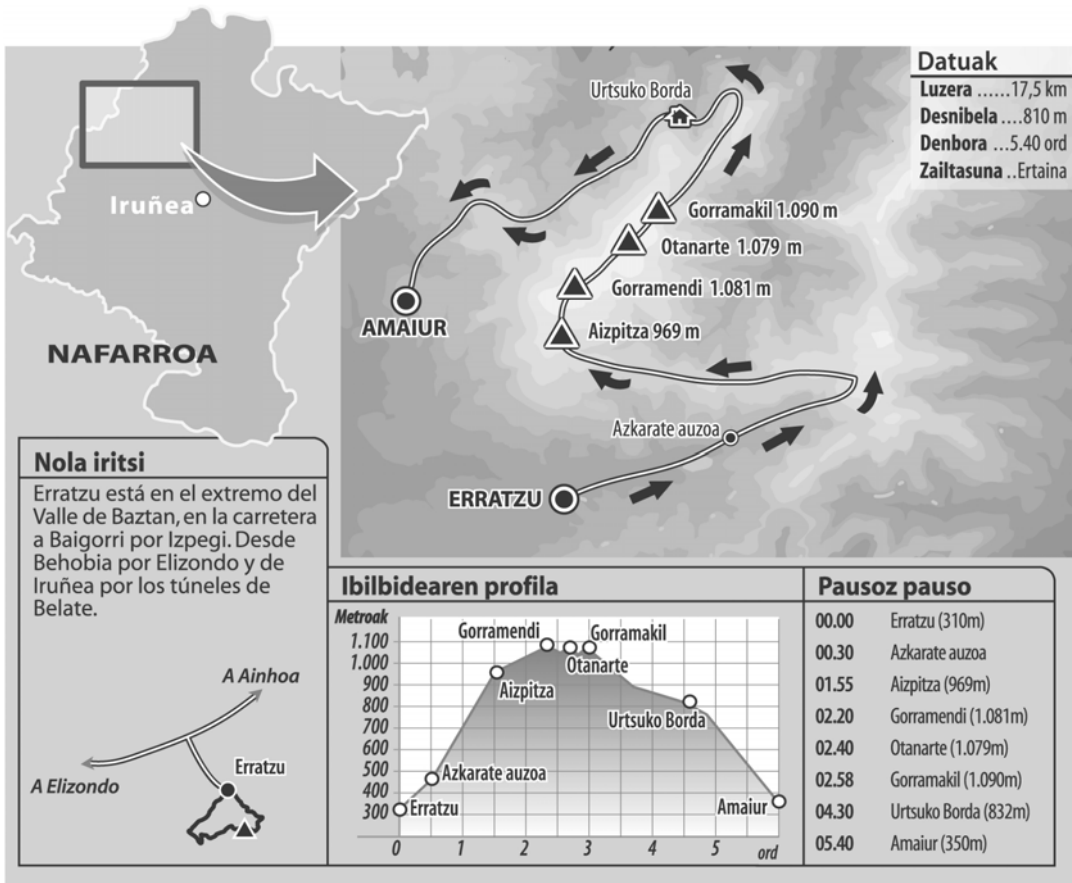 Iruñea
NAFARROA
Datuak
Luzera ......17,5 km
Desnibela ....810 m
Denbora ...5.40 ord
Zailtasuna ..Ertaina
Urtsuko Borda
Gorramakil 1.090 m
Otanarte 1.079 m
Gorramendi 1.081 m
AMAIUR
Aizpitza 969 m
Azkarate auzoa
ERRATZU
Nola iritsi
Erratzu está en el extremo del
Valle de Baztan, en la carretera
a Baigorri por Izpegi. Desde
Behobia por Elizondo y de
Iruñea por los túneles de
Belate.
A Ainhoa
A Elizondo
Erratzu
Ibilbidearen profila
Metroak
1.100
1.000
900
800
700
600
500
400
300
Gorramendi
Gorramakil
Otanarte
Aizpitza
Urtsuko Borda
Azkarate auzoa
Erratzu
Amaiur
0 1 2 3 4 5 ord
Pausoz pauso
00.00 Erratzu (310m)
00.30 Azkarate auzoa
01.55 Aizpitza (969m)
02.20 Gorramendi (1.081m)
02.40 Otanarte (1.079m)
02.58 Gorramakil (1.090m)
04.30 Urtsuko Borda (832m)
05.40 Amaiur (350m)